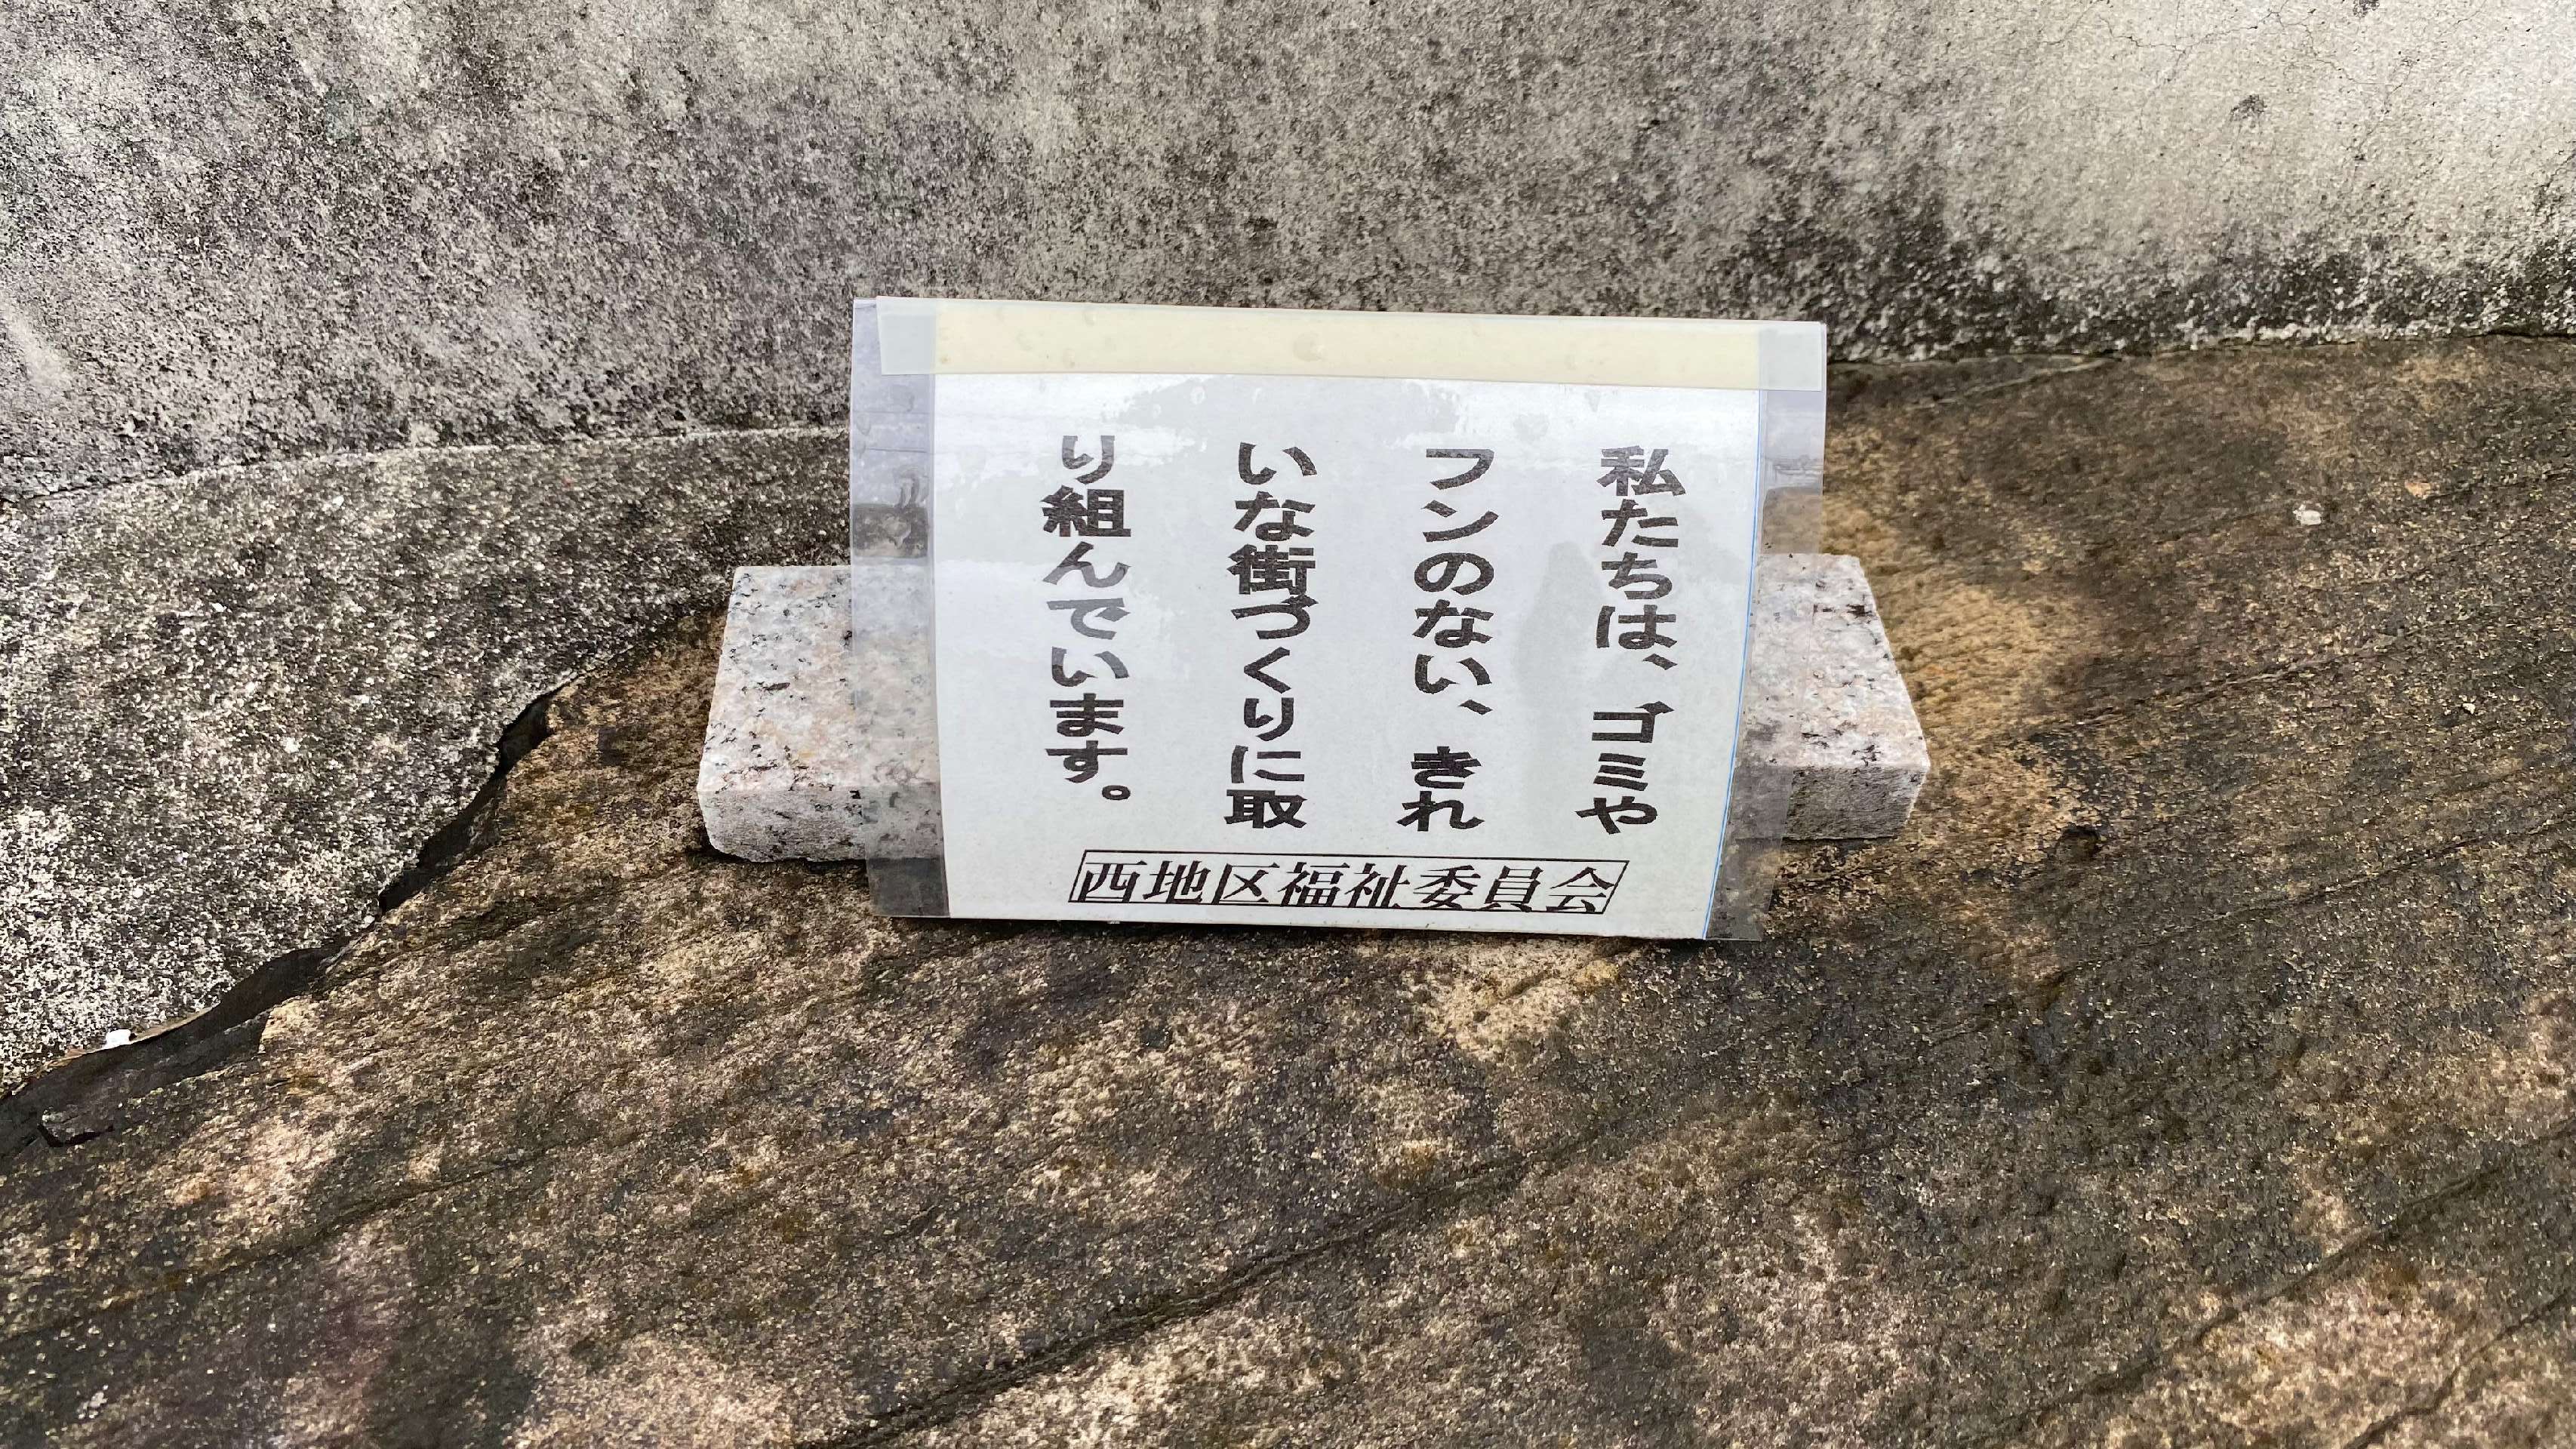 私たちは、ゴミや
フンのない、きれ
いな街づくりに取
り組んでいます。
西地区福祉委員会